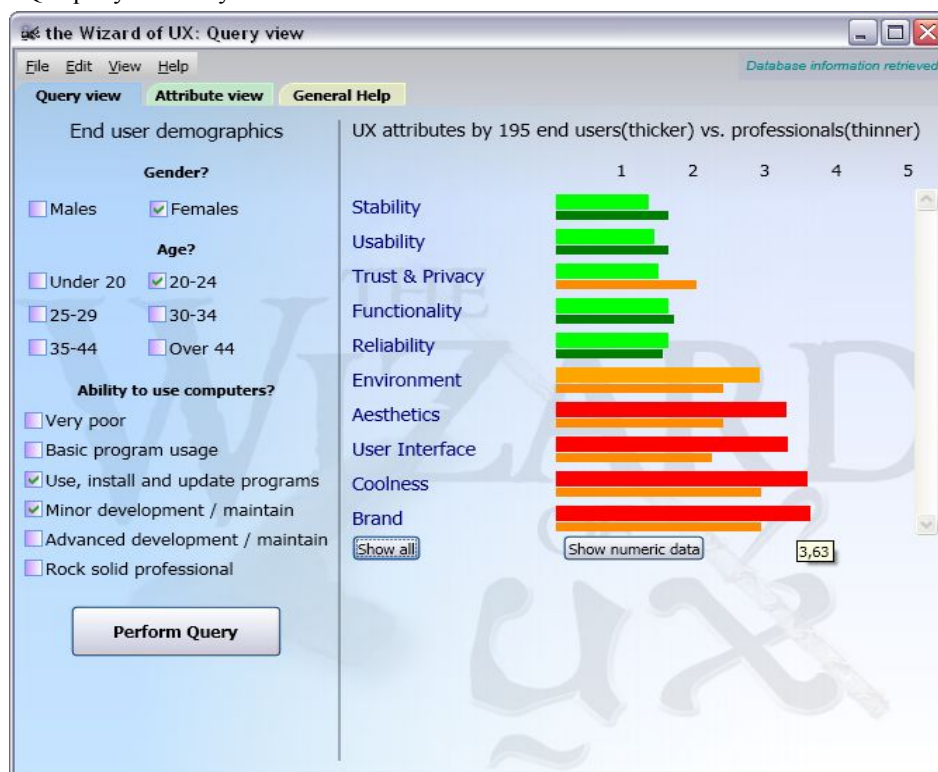 the Wizard of UX: Query view
File Edit View Help
Database information retrieved
Query view Attribute view General Help
End user demographics
Gender?
Males Females
Age?
Under 20 20-24
25-29 30-34
35-44 Over 44
Ability to use computers?
Very poor
Basic program usage
Use, install and update programs
Minor development / maintain
Advanced development / maintain
Rock solid professional
Perform Query
UX attributes by 195 end users(thicker) vs. professionals(thinner)
1 2 3 4 5
Stability
Usability
Trust & Privacy
Functionality
Reliability
Environment
Aesthetics
User Interface
Coolness
Brand
Show all Show numeric data 3,63
THE
WIZARD
UX